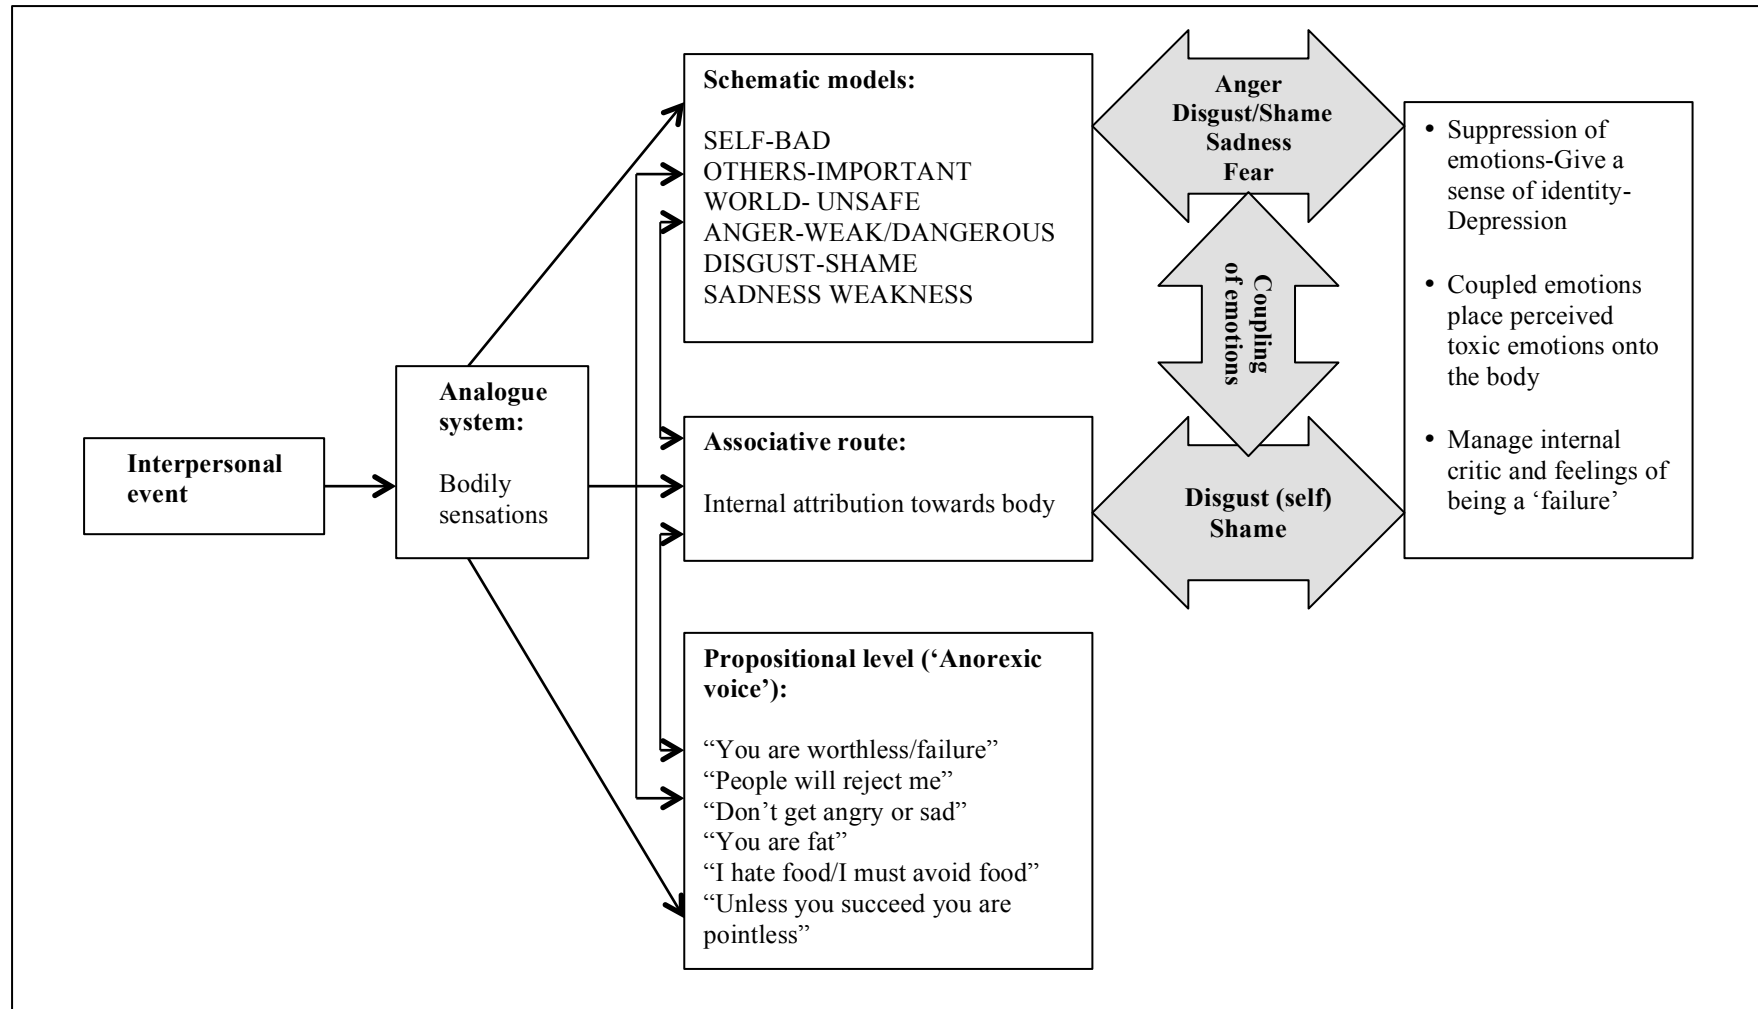 Interpersonal
event
Analogue
system:
Bodily
sensations
Schematic models:
SELF-BAD
OTHERS-IMPORTANT
WORLD- UNSAFE
ANGER-WEAK/DANGEROUS
DISGUST-SHAME
SADNESS WEAKNESS
Associative route:
Internal attribution towards body
Propositional level (‘Anorexic
voice’):
“You are worthless/failure”
“People will reject me”
“Don’t get angry or sad”
“You are fat”
“I hate food/I must avoid food”
“Unless you succeed you are
pointless”
Anger
Disgust/Shame
Sadness
Fear
Coupling
of emotions
Disgust (self)
Shame
• Suppression of
emotions-Give a
sense of identity-
Depression
• Coupled emotions
place perceived
toxic emotions onto
the body
• Manage internal
critic and feelings of
being a ‘failure’